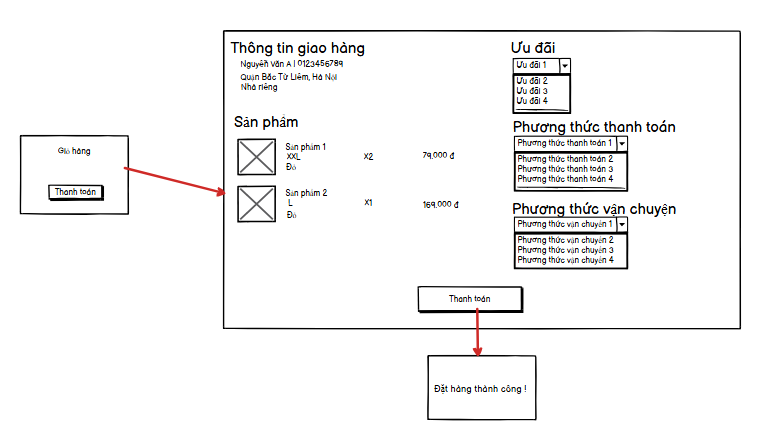 Giỏ hàng
Thanh toán
Thông tin giao hàng
Nguyễn Văn A | 0123456789
Quận Bắc Từ Liêm, Hà Nội
Nhà riêng
Sản phẩm
Sản phẩm 1
XXL
Đỏ
X2
79,000 đ
Sản phẩm 2
L
Đỏ
X1
169,000 đ
Ưu đãi
Ưu đãi 1
Ưu đãi 2
Ưu đãi 3
Ưu đãi 4
Phương thức thanh toán
Phương thức thanh toán 1
Phương thức thanh toán 2
Phương thức thanh toán 3
Phương thức thanh toán 4
Phương thức vận chuyện
Phương thức vận chuyển 1
Phương thức vận chuyển 2
Phương thức vận chuyển 3
Phương thức vận chuyển 4
Thanh toán
Đặt hàng thành công !